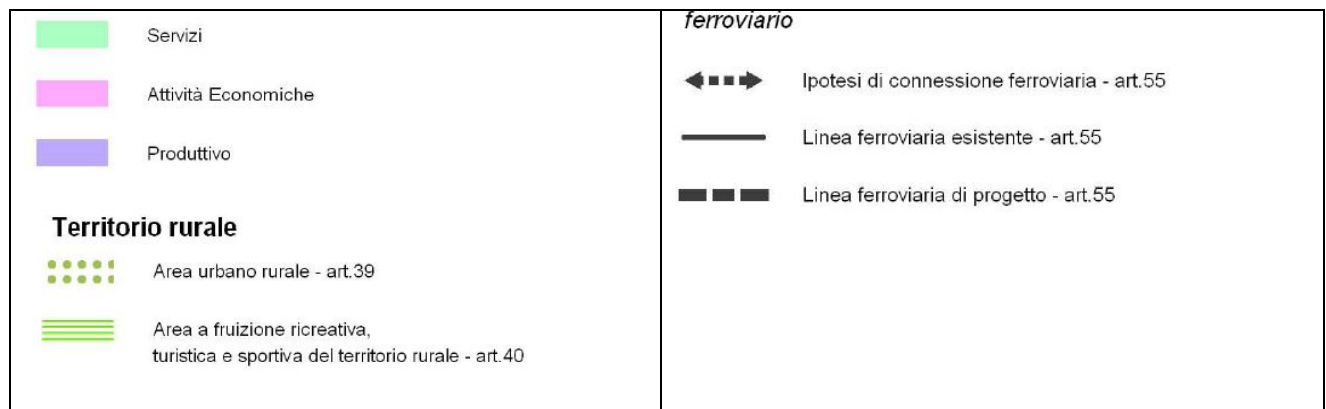 Servizi
Attività Economiche
Produttivo
Territorio rurale
Area urbano rurale - art.39
Area a fruizione ricreativa,
turistica e sportiva del territorio rurale - art.40
ferroviario
Ipotesi di connessione ferroviaria - art.55
Linea ferroviaria esistente - art.55
Linea ferroviaria di progetto - art.55